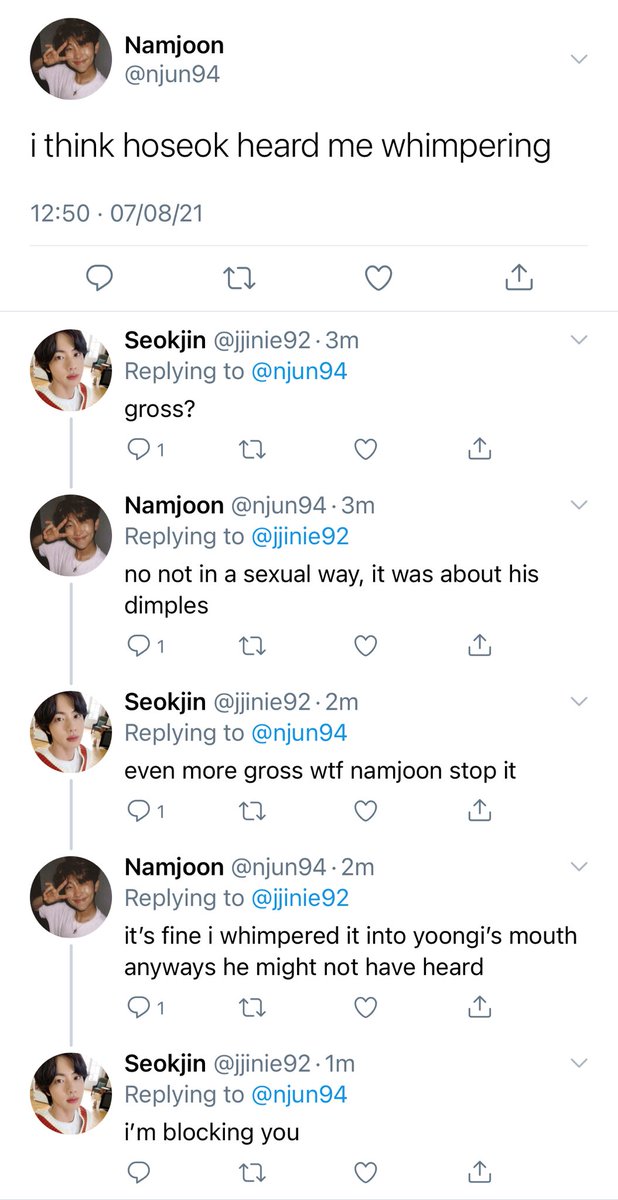 Namjoon
@njun94
i think hoseok heard me whimpering
12:50 · 07/08/21
Seokjin @jjinie92 · 3m
Replying to @njun94
gross?
1
Namjoon @njun94 · 3m
Replying to @jjinie92
no not in a sexual way, it was about his
dimples
1
Seokjin @jjinie92 · 2m
Replying to @njun94
even more gross wtf namjoon stop it
1
Namjoon @njun94 · 2m
Replying to @jjinie92
it’s fine i whimpered it into yoongi’s mouth
anyways he might not have heard
1
Seokjin @jjinie92 · 1m
Replying to @njun94
i’m blocking you